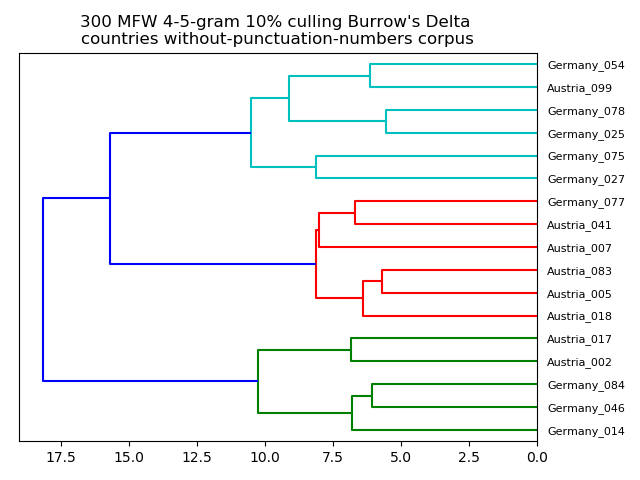 300 MFW 4-5-gram 10% culling Burrow's Delta
countries without-punctuation-numbers corpus
Germany_054
Austria_099
Germany_078
Germany_025
Germany_075
Germany_027
Germany_077
Austria_041
Austria_007
Austria_083
Austria_005
Austria_018
Austria_017
Austria_002
Germany_084
Germany_046
Germany_014
17.5 15.0 12.5 10.0 7.5 5.0 2.5 0.0